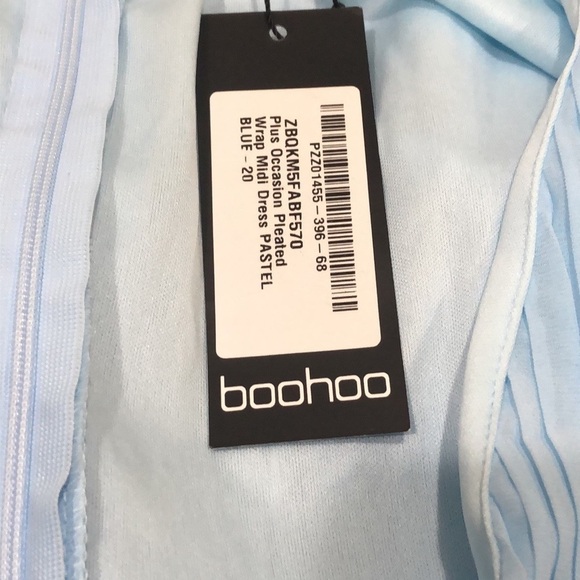 PZZ01455-396-68
ZBQKM5FABF570
Plus Occasion Pleated
Wrap Midi Dress PASTEL
BLUE - 20
boohoo